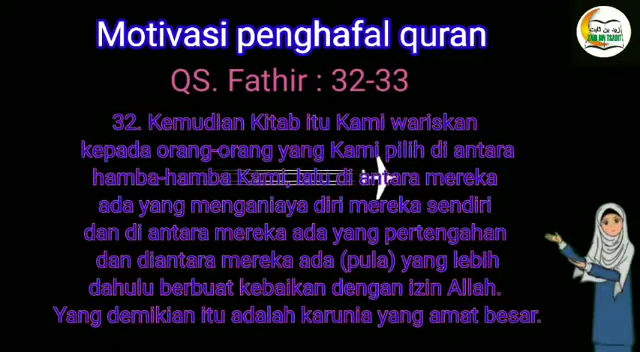 Motivasi penghafal quran
QS. Fathir : 32-33
32. Kemudian Kitab itu Kami wariskan
kepada orang-orang yang Kami pilih di antara
hamba-hamba Kami, lalu di antara mereka
ada yang menganiaya diri mereka sendiri
dan di antara mereka ada yang pertengahan
dan diantara mereka ada (pula) yang lebih
dahulu berbuat kebaikan dengan izin Allah.
Yang demikian itu adalah karunia yang amat besar.